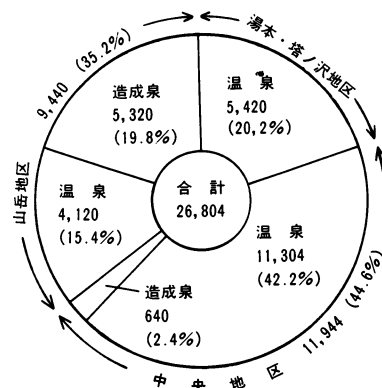 湯本・塔ノ沢地区
温泉
5,420
(20,2%)
中央地区
11,944 (44.6%)
温泉
11,304
(42.2%)
造成泉
640
(2.4%)
山岳地区
9,440 (35.2%)
温泉
4,120
(15.4%)
造成泉
5,320
(19.8%)
合計
26,804